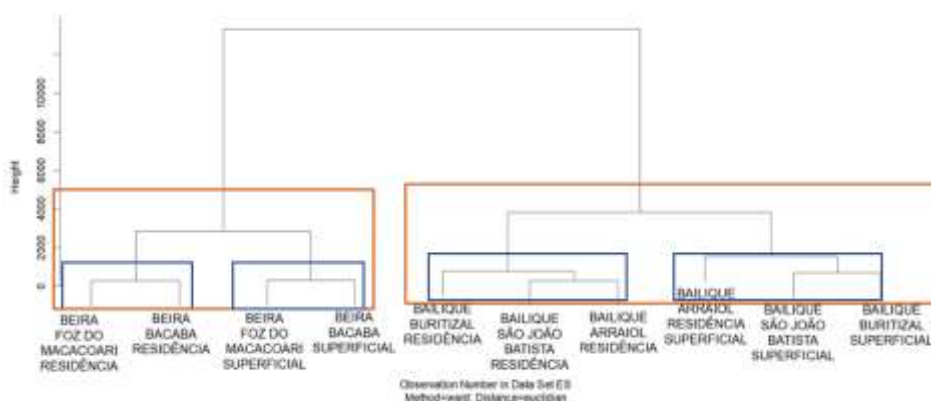 Height
0
2000
4000
6000
8000
10000
BEIRA
FOZ DO
MACACOARI
RESIDÊNCIA
BEIRA
BACABA
RESIDÊNCIA
BEIRA
FOZ DO
MACACOARI
SUPERFICIAL
BEIRA
BACABA
SUPERFICIAL
BAILIQUE
BURITIZAL
RESIDÊNCIA
BAILIQUE
SÃO JOÃO
BATISTA
RESIDÊNCIA
BAILIQUE
ARRAIOL
RESIDÊNCIA
BAILIQUE
ARRAIOL
RESIDÊNCIA
SUPERFICIAL
BAILIQUE
SÃO JOÃO
BATISTA
SUPERFICIAL
BAILIQUE
BURITIZAL
SUPERFICIAL
Observation Number in Data Set ES
Method=ward; Distance=euclidian